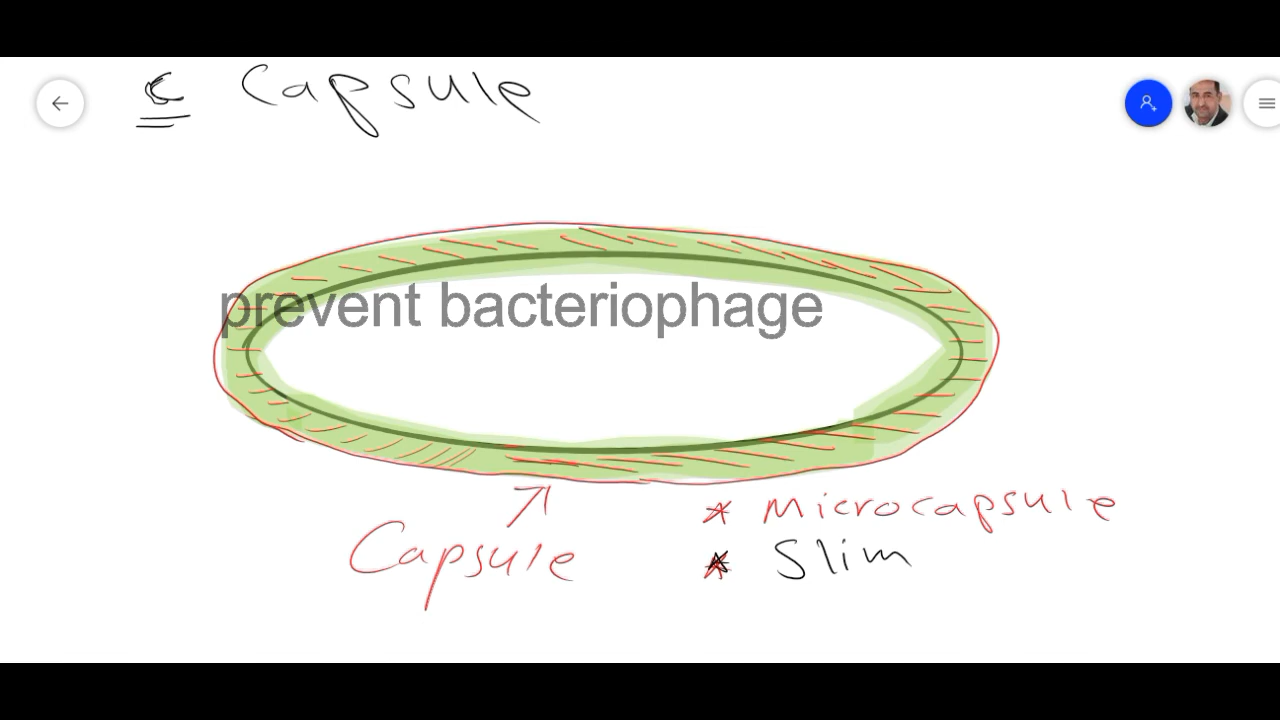 c Capsule
prevent bacteriophage
* Microcapsule
Capsule
* Slim